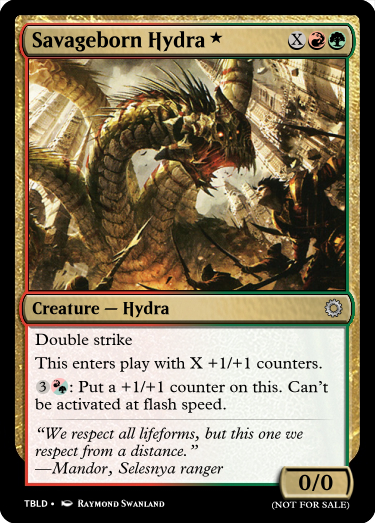 Savageborn Hydra ★ X
Creature — Hydra
Double strike
This enters play with X +1/+1 counters.
3: Put a +1/+1 counter on this. Can’t
be activated at flash speed.
“We respect all lifeforms, but this one we
respect from a distance.”
—Mandor, Selesnya ranger
0/0
TBLD • Raymond Swanland (NOT FOR SALE)